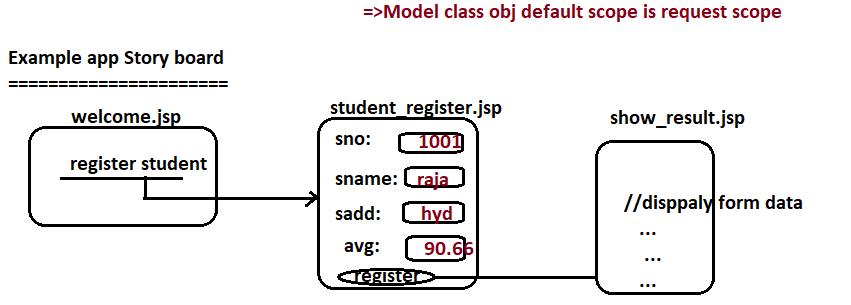 =>Model class obj default scope is request scope
Example app Story board
======================
welcome.jsp
register student
student_register.jsp
sno: 1001
sname: raja
sadd: hyd
avg: 90.66
register
show_result.jsp
//disppaly form data
...
...
...